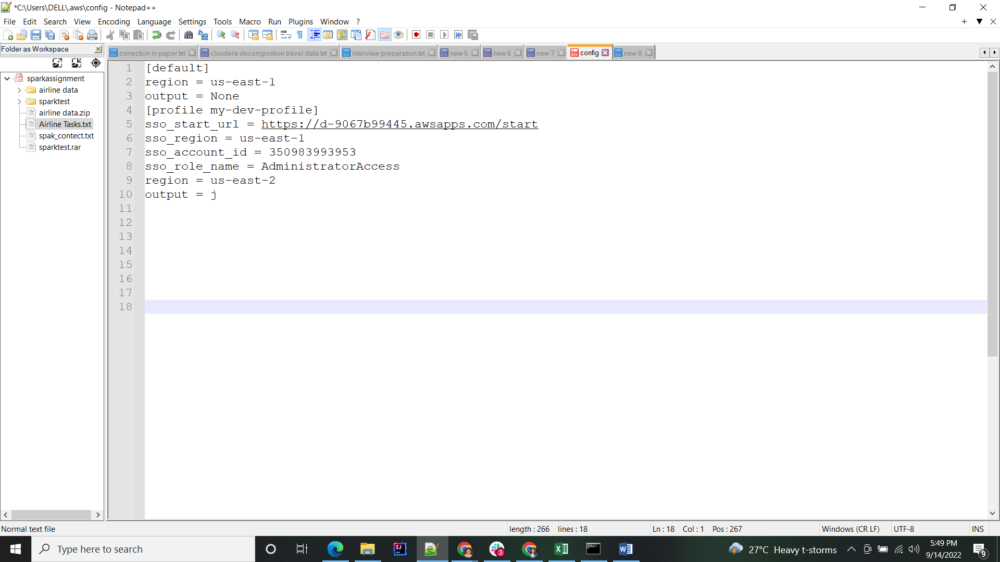 *C:\Users\DELL\.aws\config - Notepad++
File Edit Search View Encoding Language Settings Tools Macro Run Plugins Window ?
Folder as Workspace
correction in paper.txt
cloudera decompostion travel data.txt
interview preparation.txt
new 5
new 6
new 7
config
new 8
sparkassignment
airline data
sparktest
airline data.zip
Airline Tasks.txt
spak_contect.txt
sparktest.rar
1 [default]
2 region = us-east-1
3 output = None
4 [profile my-dev-profile]
5 sso_start_url = https://d-9067b99445.awsapps.com/start
6 sso_region = us-east-1
7 sso_account_id = 350983993953
8 sso_role_name = AdministratorAccess
9 region = us-east-2
10 output = j
11
12
13
14
15
16
17
18
Normal text file
length : 266 lines : 18
Ln : 18 Col : 1 Pos : 267
Windows (CR LF)
UTF-8
INS
Type here to search
3
27°C Heavy t-storms
5:49 PM
9/14/2022
9